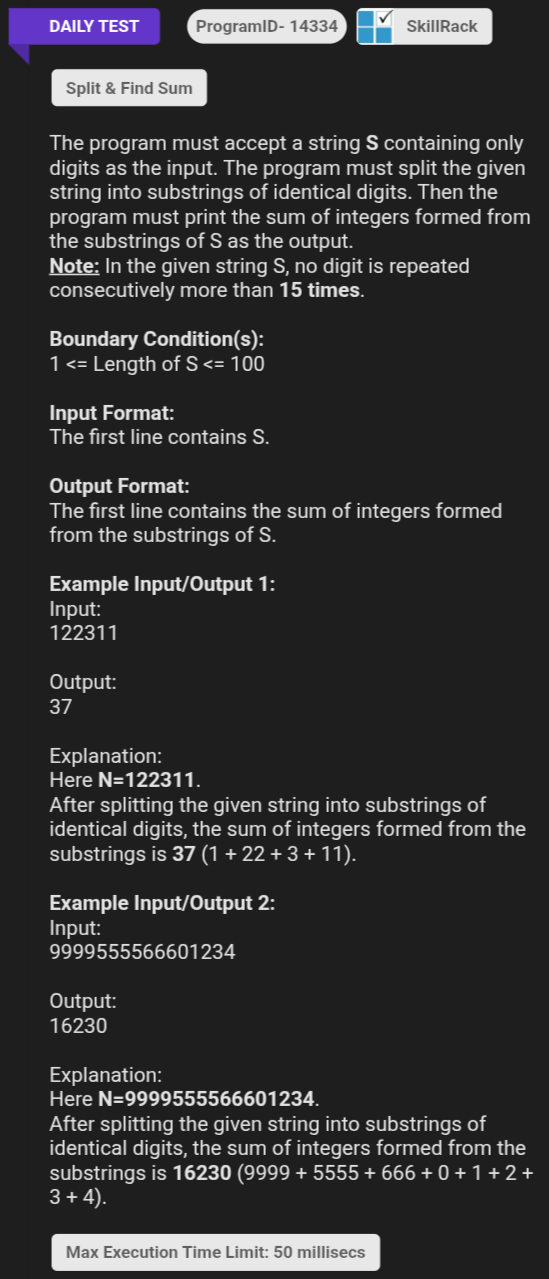 DAILY TEST
ProgramID- 14334
SkillRack
Split & Find Sum
The program must accept a string S containing only
digits as the input. The program must split the given
string into substrings of identical digits. Then the
program must print the sum of integers formed from
the substrings of S as the output.
Note: In the given string S, no digit is repeated
consecutively more than 15 times.
Boundary Condition(s):
1 <= Length of S <= 100
Input Format:
The first line contains S.
Output Format:
The first line contains the sum of integers formed
from the substrings of S.
Example Input/Output 1:
Input:
122311
Output:
37
Explanation:
Here N=122311.
After splitting the given string into substrings of
identical digits, the sum of integers formed from the
substrings is 37 (1 + 22 + 3 + 11).
Example Input/Output 2:
Input:
9999555566601234
Output:
16230
Explanation:
Here N=9999555566601234.
After splitting the given string into substrings of
identical digits, the sum of integers formed from the
substrings is 16230 (9999 + 5555 + 666 + 0 + 1 + 2 +
3 + 4).
Max Execution Time Limit: 50 millisecs